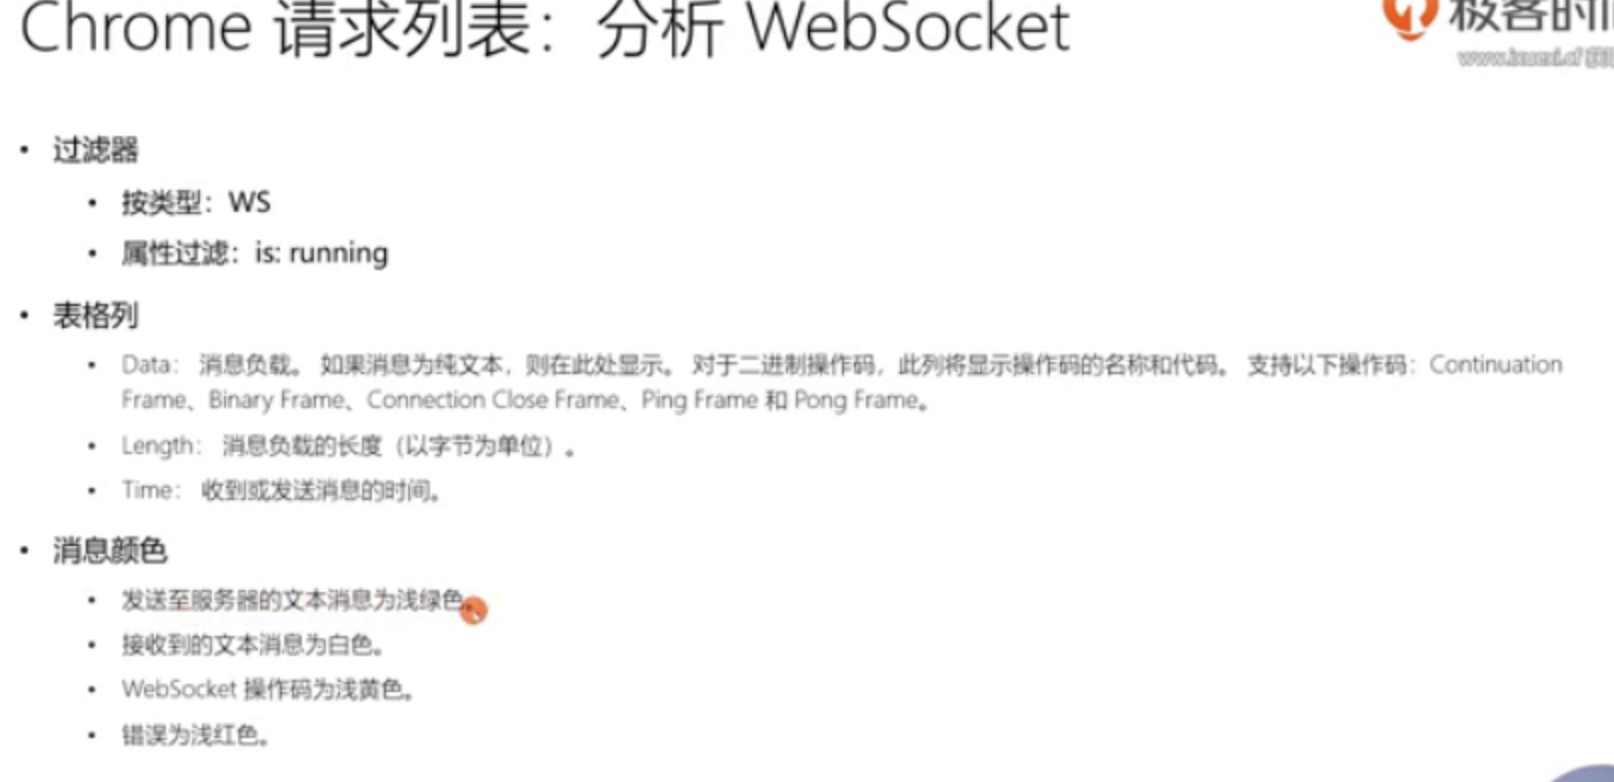 Chrome 请求列表：分析 WebSocket
极客时间
• 过滤器
• 按类型：WS
• 属性过滤：is: running
• 表格列
• Data： 消息负载。 如果消息为纯文本，则在此处显示。 对于二进制操作码，此列将显示操作码的名称和代码。 支持以下操作码：Continuation
Frame、Binary Frame、Connection Close Frame、Ping Frame 和 Pong Frame。
• Length： 消息负载的长度（以字节为单位）。
• Time： 收到或发送消息的时间。
• 消息颜色
• 发送至服务器的文本消息为浅绿色。
• 接收到的文本消息为白色。
• WebSocket 操作码为浅黄色。
• 错误为浅红色。